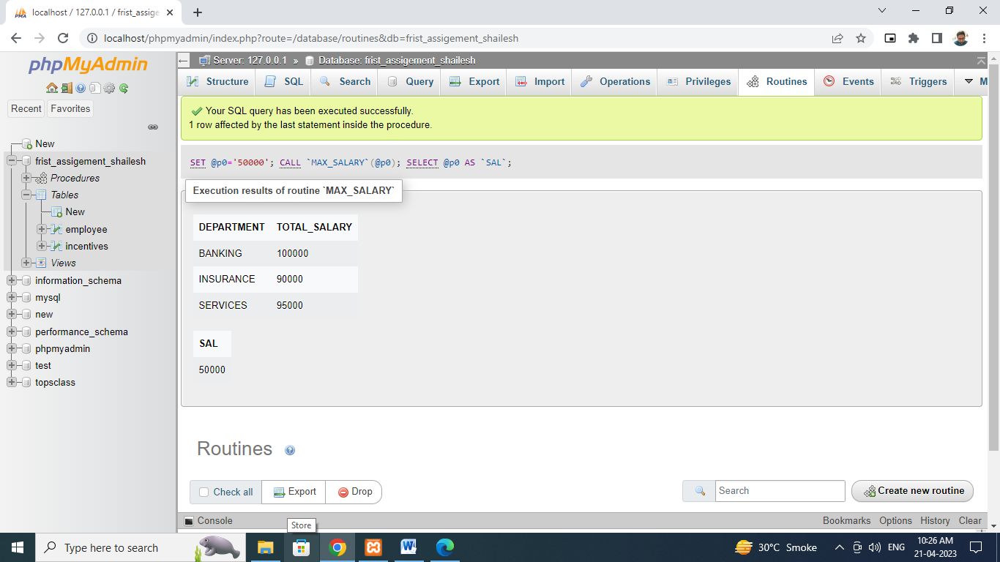 localhost / 127.0.0.1 / frist_assige
localhost/phpmyadmin/index.php?route=/database/routines&db=frist_assigement_shailesh
phpMyAdmin
Recent Favorites
New
frist_assigement_shailesh
Procedures
Tables
New
employee
incentives
Views
information_schema
mysql
new
performance_schema
phpmyadmin
test
topsclass
Server: 127.0.0.1 » Database: frist_assigement_shailesh
Structure SQL Search Query Export Import Operations Privileges Routines Events Triggers M
Your SQL query has been executed successfully.
1 row affected by the last statement inside the procedure.
SET @p0='50000'; CALL `MAX_SALARY`(@p0); SELECT @p0 AS `SAL`;
Execution results of routine `MAX_SALARY`
DEPARTMENT TOTAL_SALARY
BANKING 100000
INSURANCE 90000
SERVICES 95000
SAL
50000
Routines
Check all Export Drop Search Create new routine
Console Bookmarks Options History Clear
Store
Type here to search
30°C Smoke ENG 10:26 AM
21-04-2023